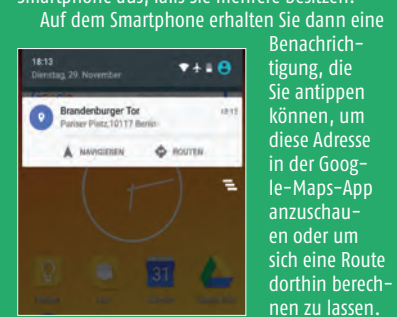 smartphone aus, falls sie mehrere besitzen.
Auf dem Smartphone erhalten Sie dann eine
Benachrich-
tigung, die
Sie antippen
können, um
diese Adresse
in der Goog-
le-Maps-App
anzuschau-
en oder um
sich eine Route
dorthin berech-
nen zu lassen.
18:13
Dienstag, 29. November
Brandenburger Tor
18:13
Pariser Platz, 10117 Berlin
NAVIGIEREN
ROUTEN
31